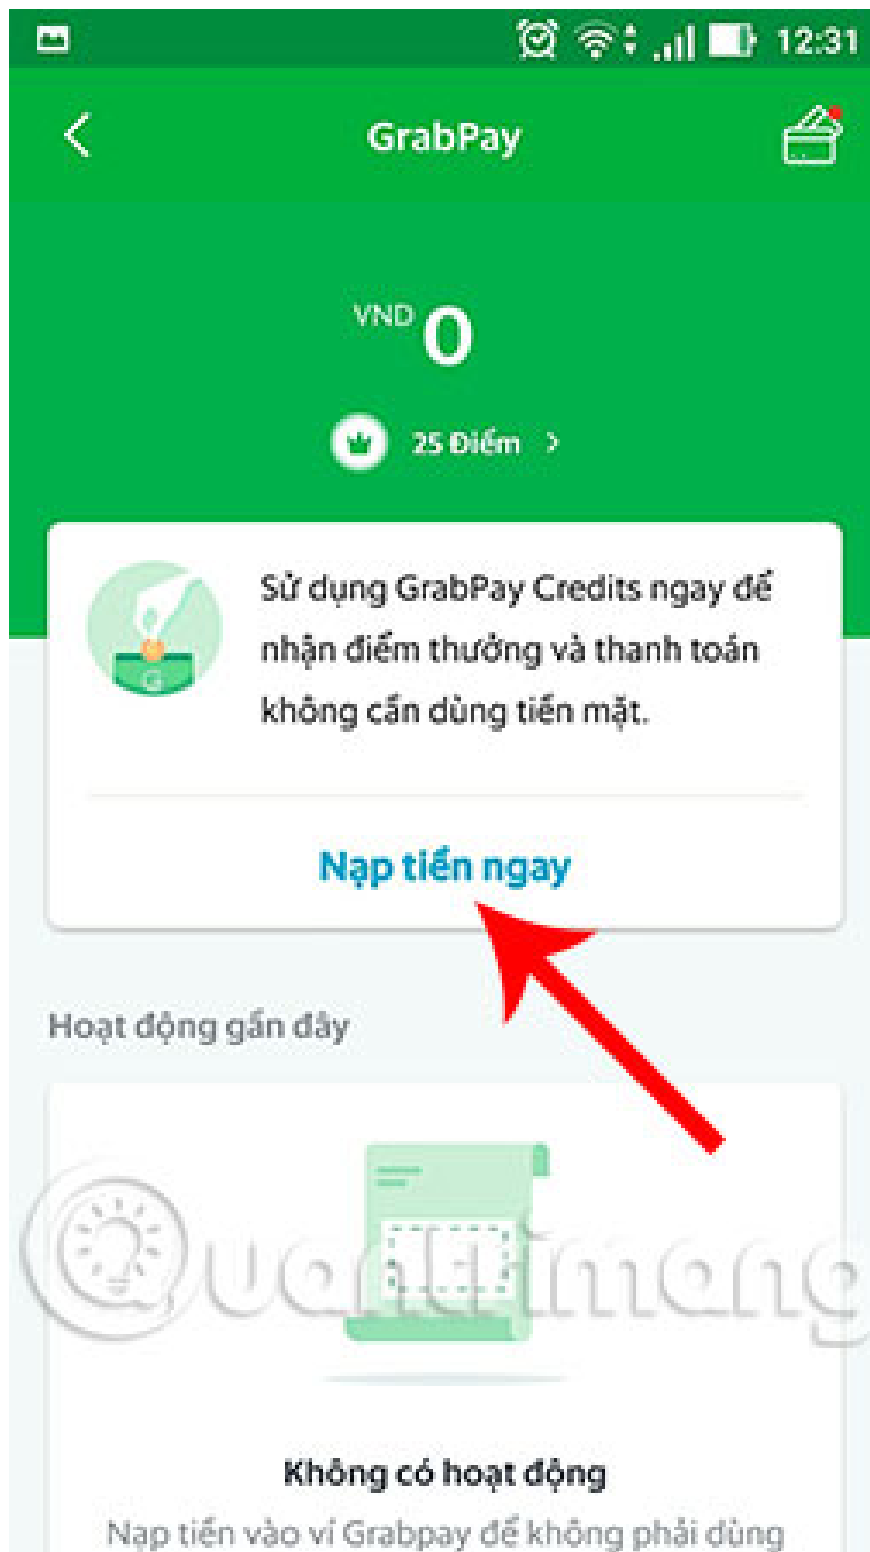 12:31
GrabPay
VND 0
25 Điểm
Sử dụng GrabPay Credits ngay để
nhận điểm thưởng và thanh toán
không cần dùng tiền mặt.
G
Nạp tiền ngay
Hoạt động gần đây
Quantrimang
Không có hoạt động
Nạp tiền vào ví Grabpay để không phải dùng